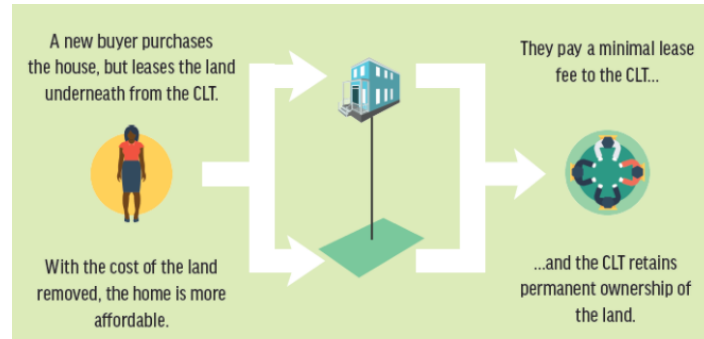 A new buyer purchases
the house, but leases the land
underneath from the CLT.
With the cost of the land
removed, the home is more
affordable.
They pay a minimal lease
fee to the CLT...
...and the CLT retains
permanent ownership of
the land.